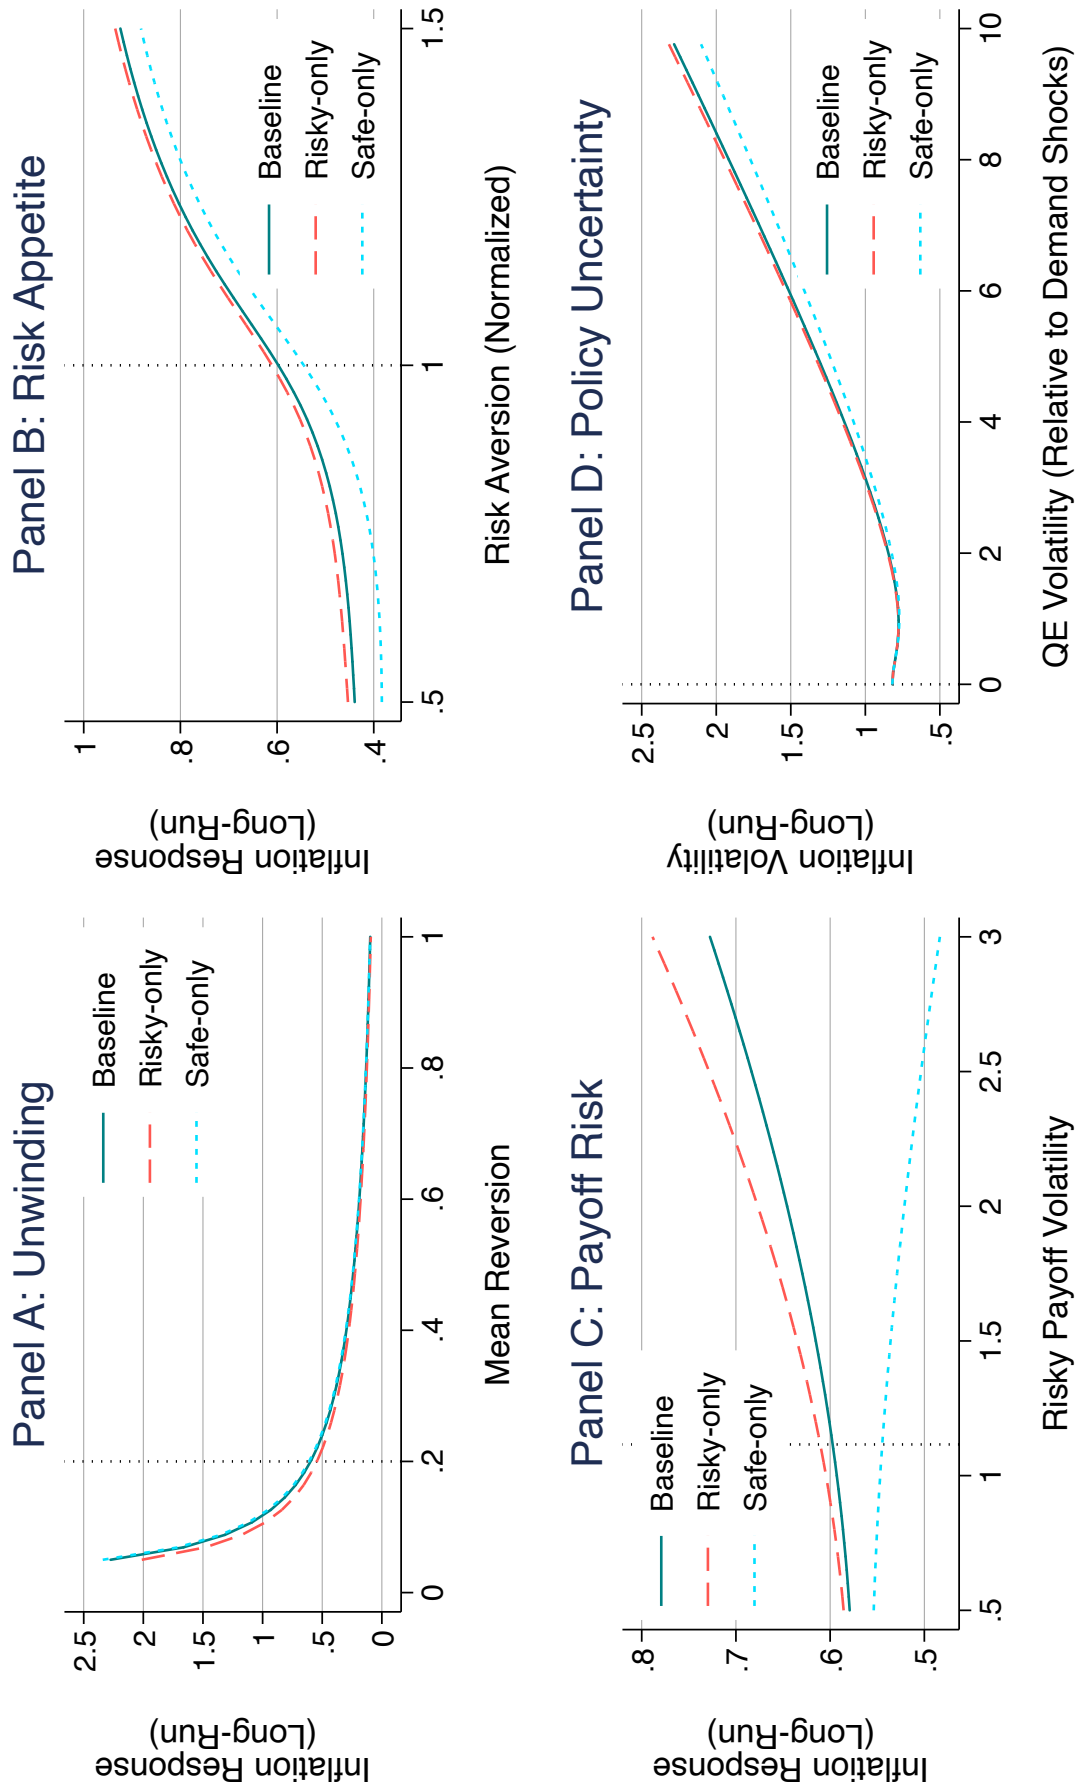 Panel A: Unwinding
Inflation Response
(Long-Run)
2.5
2
1.5
1
.5
0
Baseline
Risky-only
Safe-only
0
.2
.4
.6
.8
1
Mean Reversion
Panel B: Risk Appetite
Inflation Response
(Long-Run)
1
.8
.6
.4
Baseline
Risky-only
Safe-only
.5
1
1.5
Risk Aversion (Normalized)
Panel C: Payoff Risk
Inflation Response
(Long-Run)
.8
.7
.6
.5
Baseline
Risky-only
Safe-only
.5
1
1.5
2
2.5
3
Risky Payoff Volatility
Panel D: Policy Uncertainty
Inflation Volatility
(Long-Run)
2.5
2
1.5
1
.5
Baseline
Risky-only
Safe-only
0
2
4
6
8
10
QE Volatility (Relative to Demand Shocks)